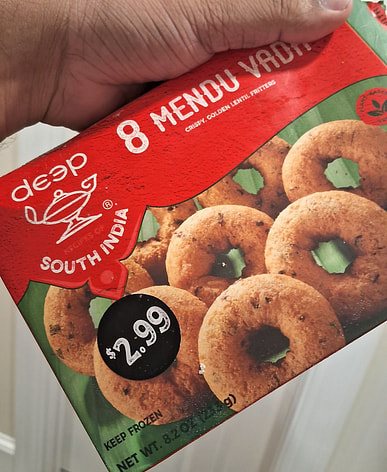 8 MENDU VADA
CRISPY, GOLDEN LENTIL FRITTERS
deep
®
SOUTH INDIA
$2.99
KEEP FROZEN
NET WT. 8.2 OZ